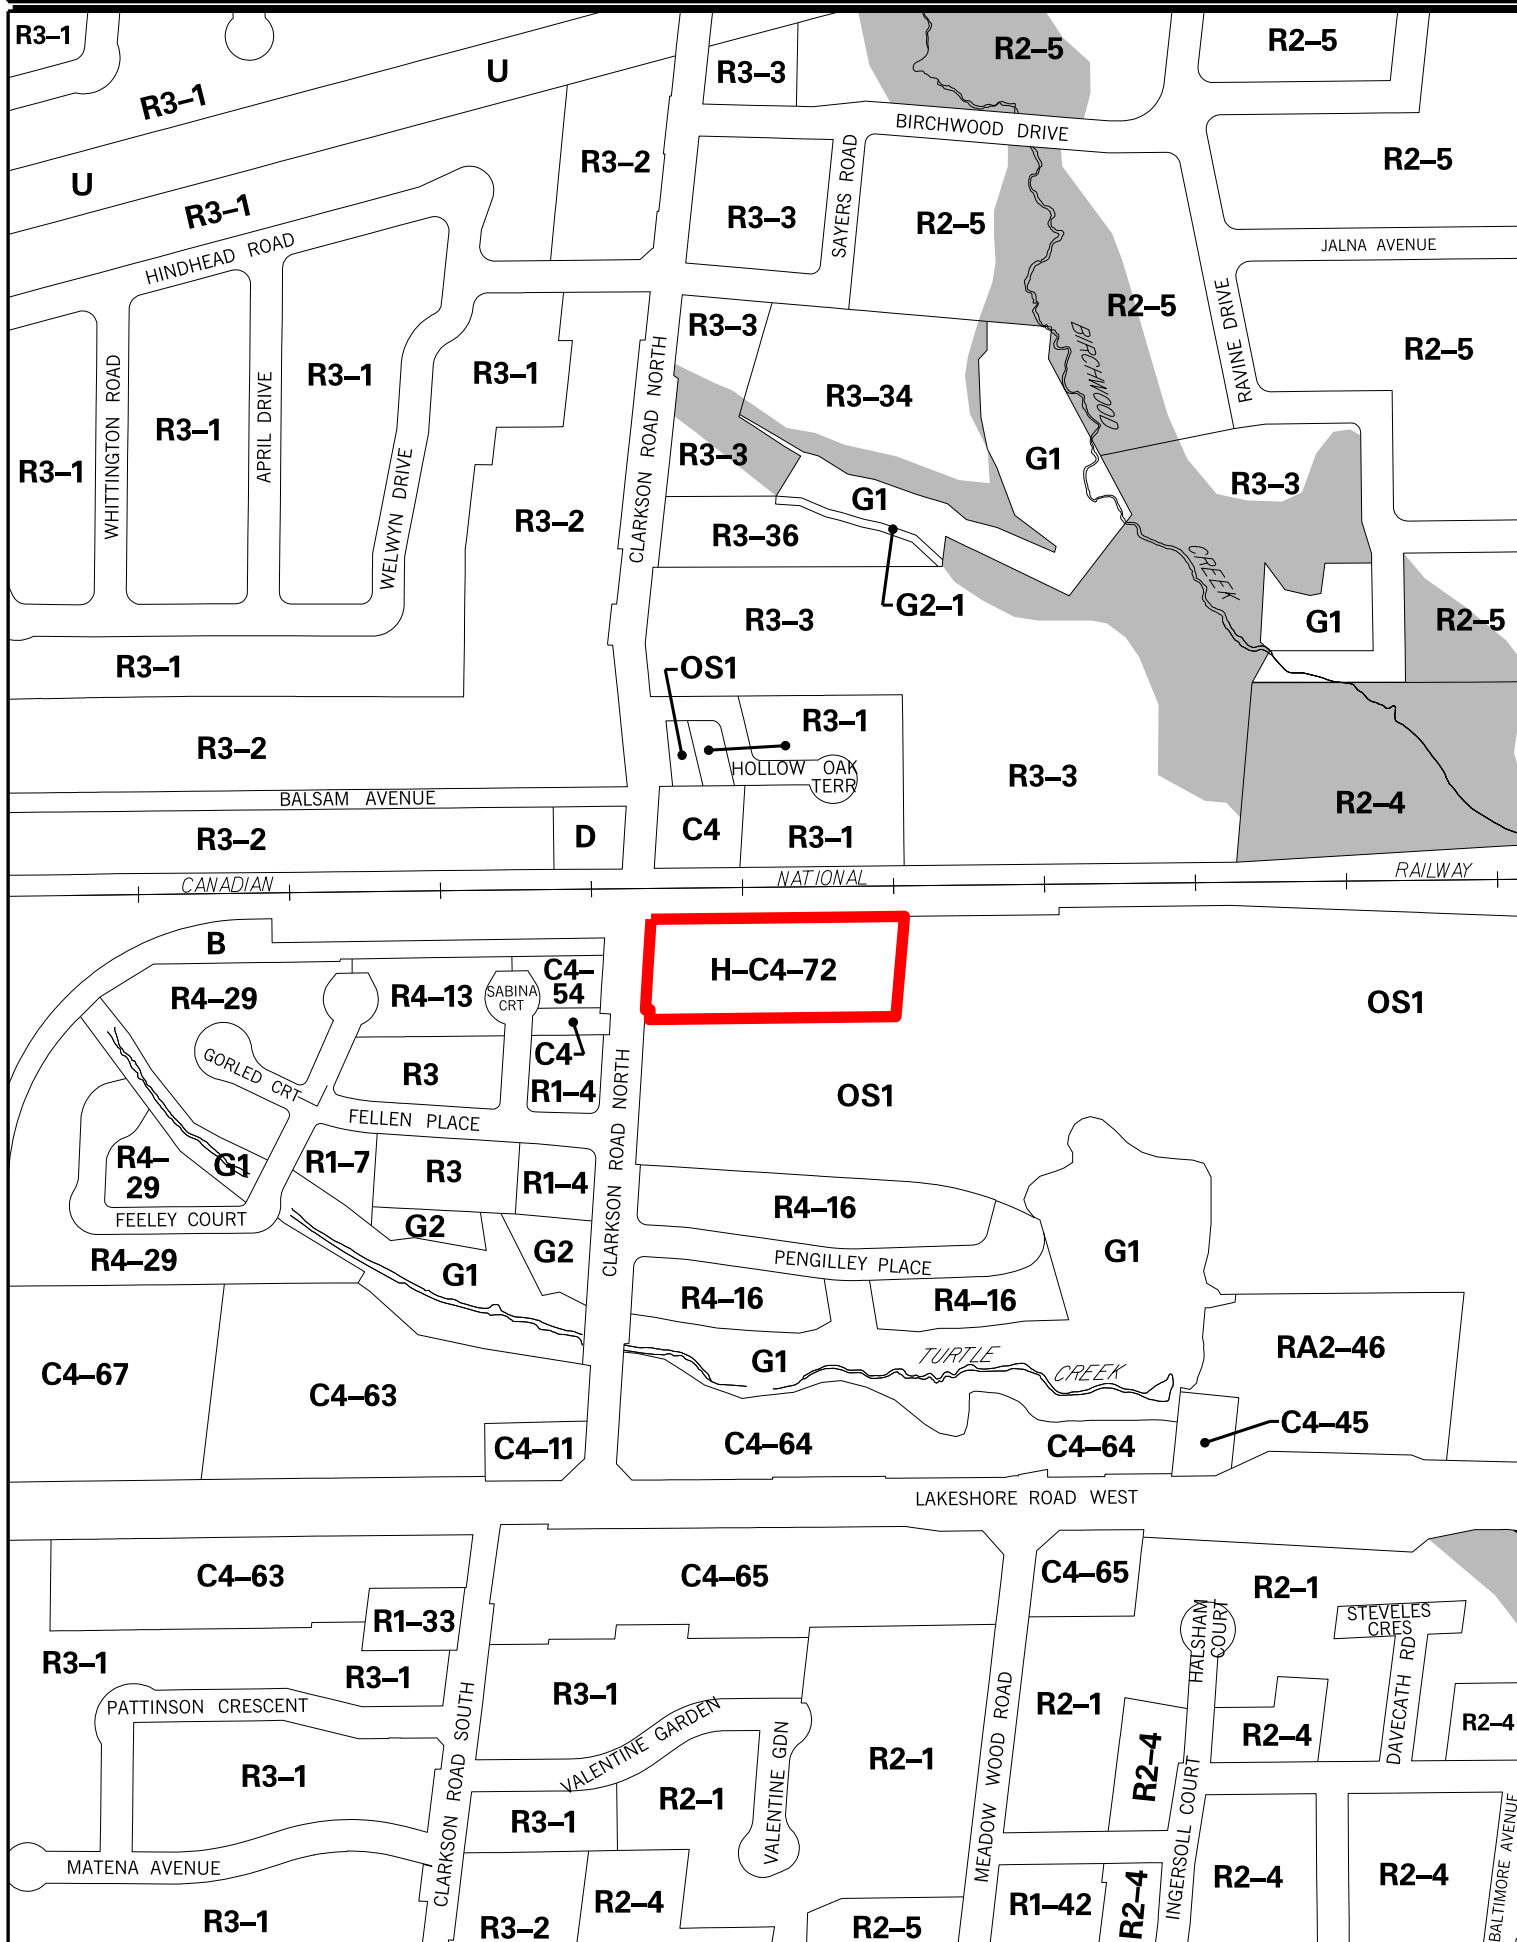 R3–1
U
R3–3
R2–5
R2–5
R3–1
BIRCHWOOD DRIVE
R3–2
R2–5
U
R3–1
R3–3
SAYERS ROAD
R2–5
HINDHEAD ROAD
JALNA AVENUE
R3–3
R2–5
RAVINE DRIVE
R2–5
BIRCHWOOD
WHITTINGTON ROAD
APRIL DRIVE
R3–1
R3–1
CLARKSON ROAD NORTH
R3–34
R3–1
R3–1
WELWYN DRIVE
R3–3
G1
R3–3
R3–2
G1
R3–36
CREEK
G2–1
R3–3
G1
R2–5
R3–1
OS1
R3–1
R3–2
HOLLOW OAK
TERR
R3–3
BALSAM AVENUE
R2–4
R3–2
D
C4
R3–1
CANADIAN
NATIONAL
RAILWAY
B
H–C4–72
C4–
54
R4–29
R4–13
SABINA
CRT
OS1
C4–
GORLED CRT
R3
R1–4
CLARKSON ROAD NORTH
OS1
FELLEN PLACE
R4–
29
G1
R1–7
R3
R1–4
FEELEY COURT
G2
R4–16
R4–29
G2
PENGILLEY PLACE
G1
G1
R4–16
R4–16
C4–67
C4–63
G1
TURTLE
CREEK
RA2–46
C4–11
C4–64
C4–64
C4–45
LAKESHORE ROAD WEST
C4–63
C4–65
C4–65
R2–1
R1–33
HALSHAM
COURT
STEVELES
CRES
R3–1
R3–1
DAVECATH RD
PATTINSON CRESCENT
CLARKSON ROAD SOUTH
R3–1
VALENTINE GARDEN
MEADOW WOOD ROAD
R2–1
R2–4
R2–4
R2–4
R3–1
R2–1
VALENTINE GDN
R2–1
INGERSOLL COURT
R3–1
BALTIMORE AVENUE
MATENA AVENUE
R2–4
R2–4
R3–1
R3–2
R2–4
R2–5
R1–42
R2–4